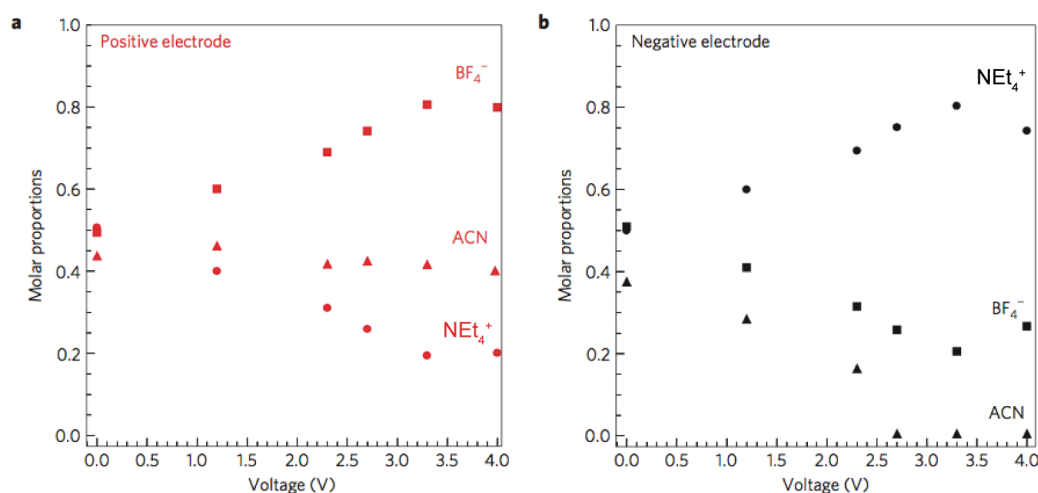 a
Positive electrode
BF₄⁻
ACN
NEt₄⁺
Molar proportions
1.0
0.8
0.6
0.4
0.2
0.0
0.0 0.5 1.0 1.5 2.0 2.5 3.0 3.5 4.0
Voltage (V)
b
Negative electrode
NEt₄⁺
BF₄⁻
ACN
Molar proportions
1.0
0.8
0.6
0.4
0.2
0.0
0.0 0.5 1.0 1.5 2.0 2.5 3.0 3.5 4.0
Voltage (V)